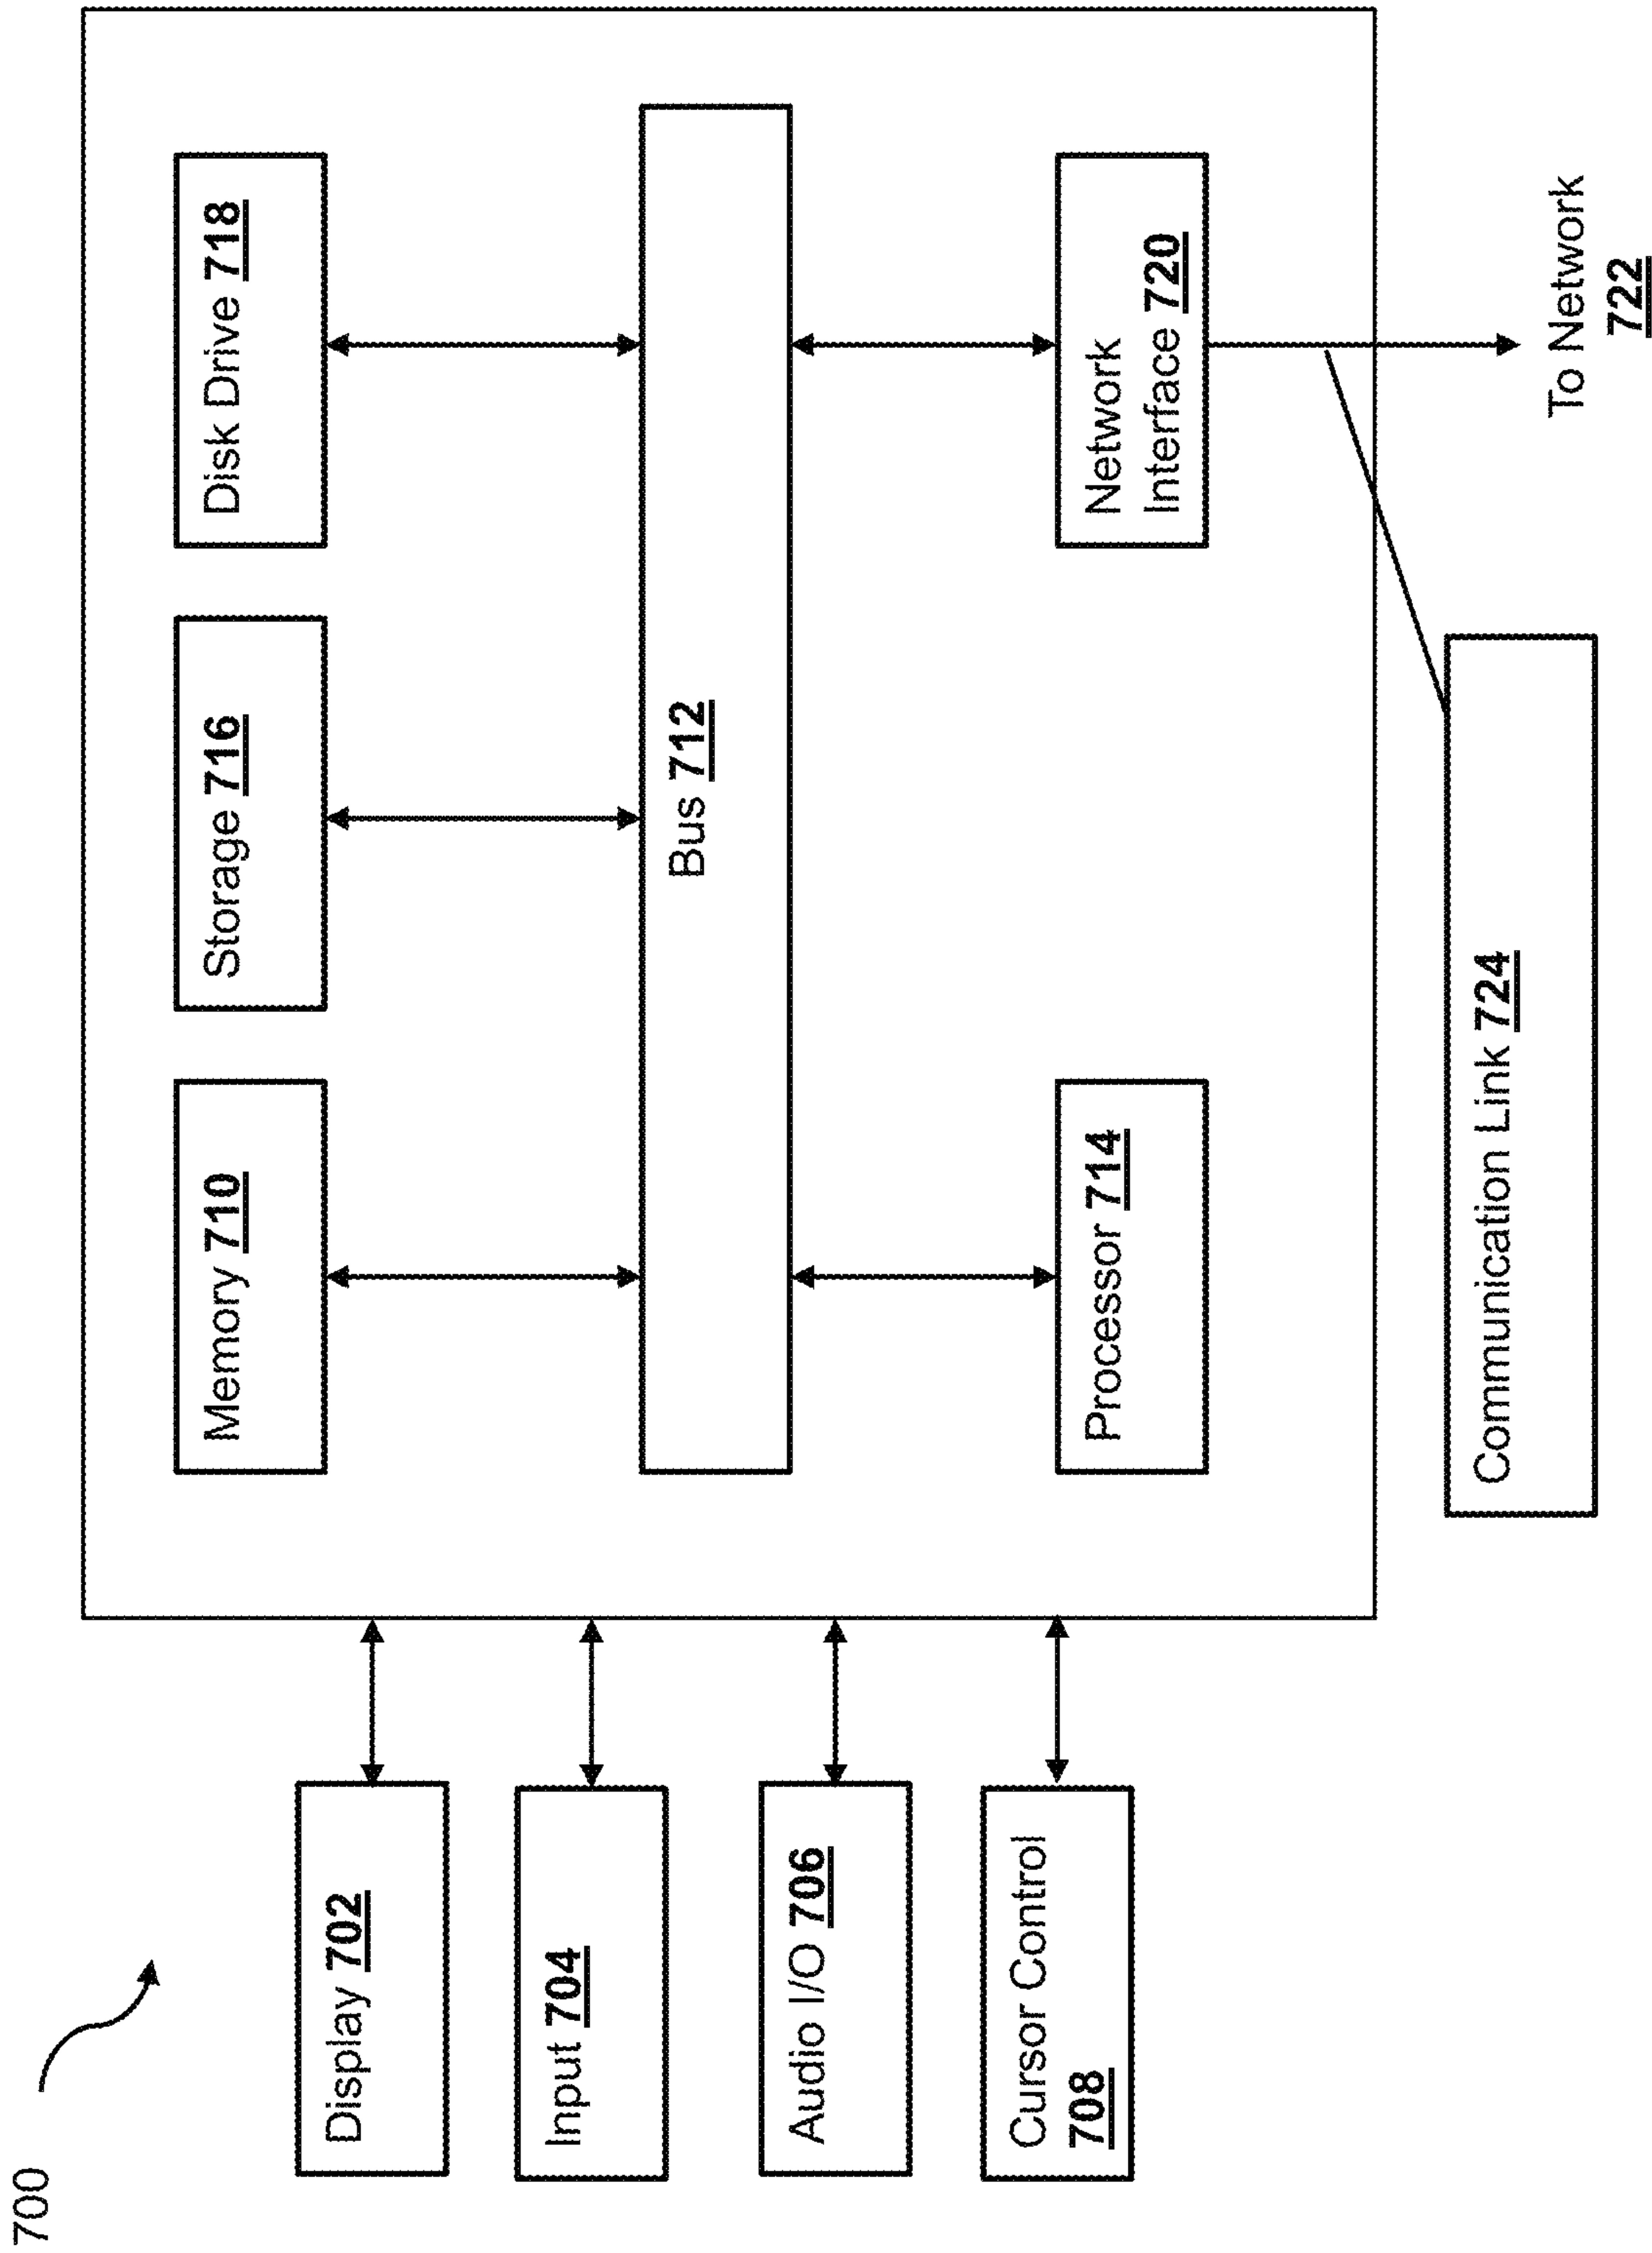 700
Display 702
Input 704
Audio I/O 706
Cursor Control
708
Memory 710
Storage 716
Disk Drive 718
Bus 712
Processor 714
Network
Interface 720
Communication Link 724
To Network
722